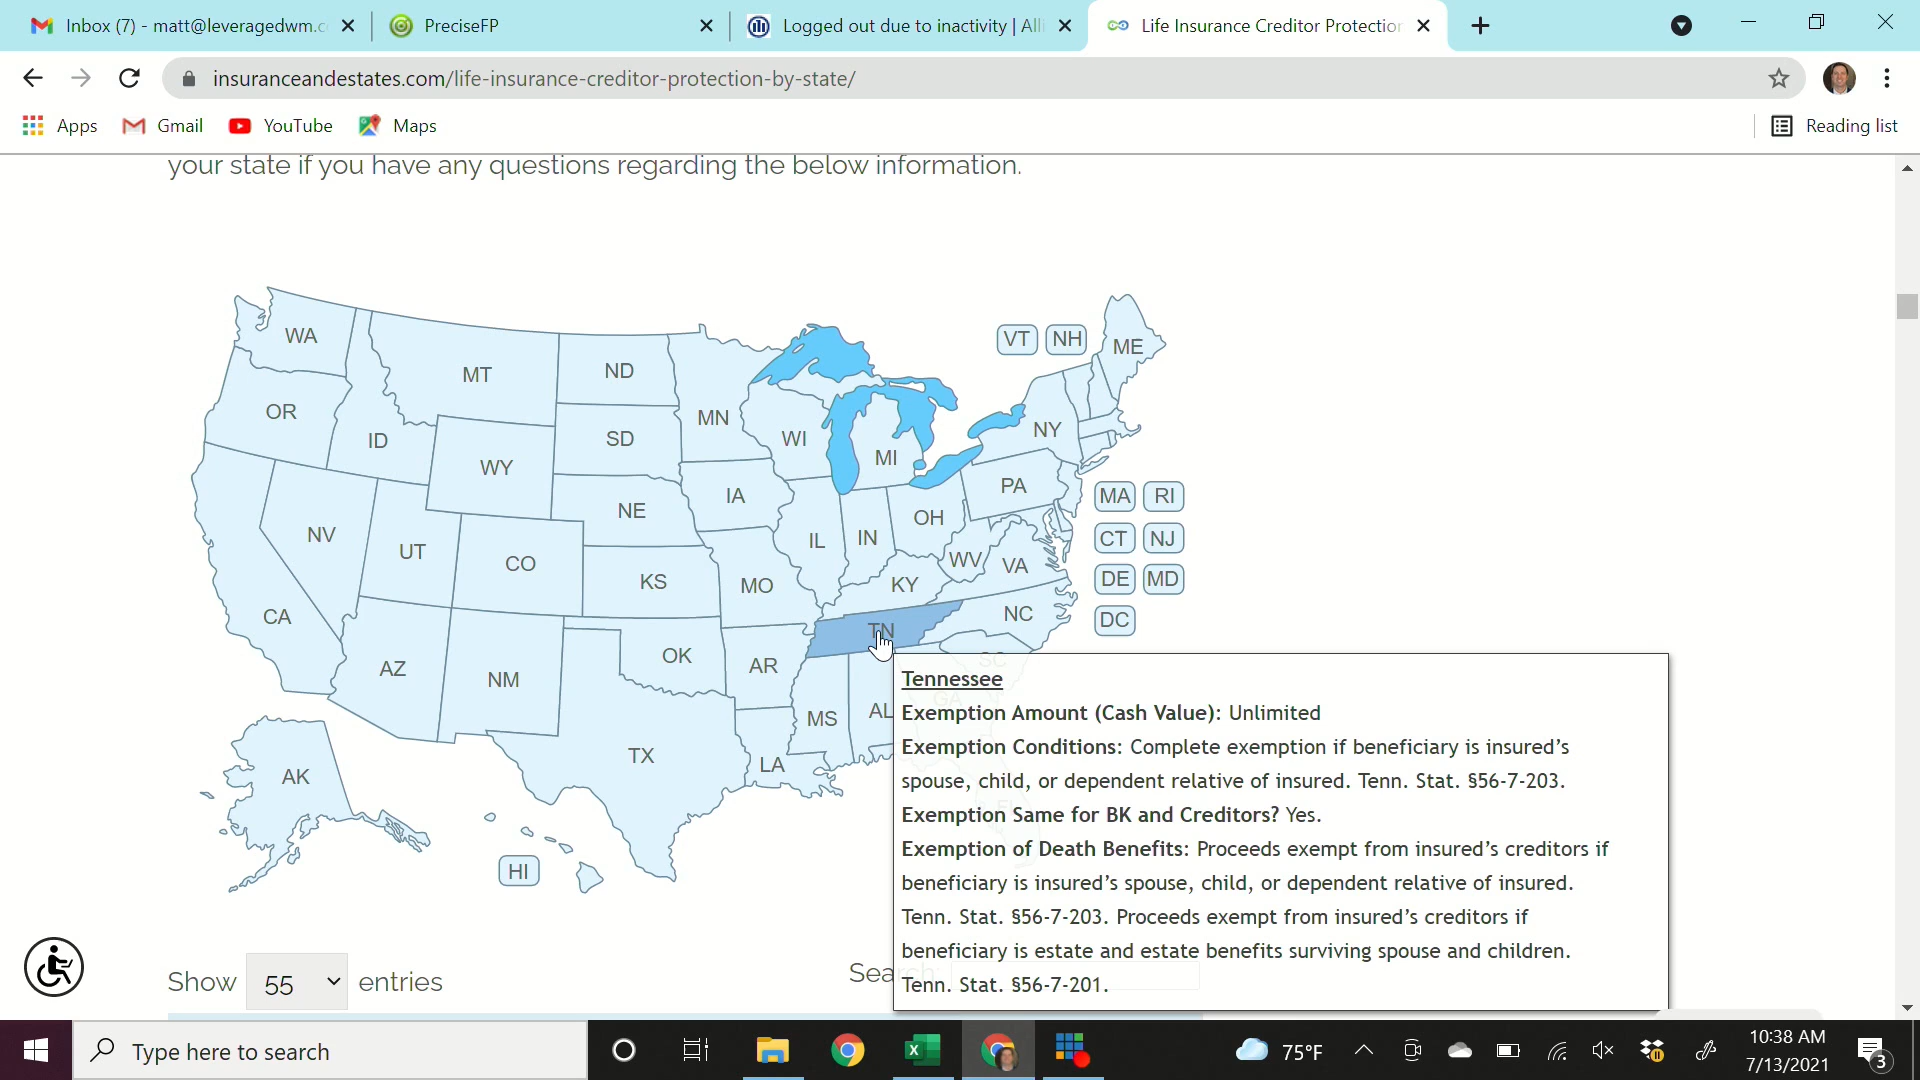 Inbox (7) - matt@leveragedwm.c
PreciseFP
Logged out due to inactivity | Alli
Life Insurance Creditor Protection
insuranceandestates.com/life-insurance-creditor-protection-by-state/
Apps
Gmail
YouTube
Maps
Reading list
your state if you have any questions regarding the below information.
WA
MT
ND
MN
VT
NH
ME
OR
ID
SD
WI
MI
NY
WY
IA
PA
MA
RI
NE
NV
UT
CO
IL
IN
OH
WV
VA
CT
NJ
KS
MO
KY
DE
MD
CA
NC
DC
TN
AZ
NM
OK
AR
SC
GA
MS
AL
TX
LA
AK
HI
Tennessee
Exemption Amount (Cash Value): Unlimited
Exemption Conditions: Complete exemption if beneficiary is insured's
spouse, child, or dependent relative of insured. Tenn. Stat. §56-7-203.
Exemption Same for BK and Creditors? Yes.
Exemption of Death Benefits: Proceeds exempt from insured's creditors if
beneficiary is insured's spouse, child, or dependent relative of insured.
Tenn. Stat. §56-7-203. Proceeds exempt from insured's creditors if
beneficiary is estate and estate benefits surviving spouse and children.
Tenn. Stat. §56-7-201.
Show 55 entries
Search:
Type here to search
75°F
10:38 AM
7/13/2021
3